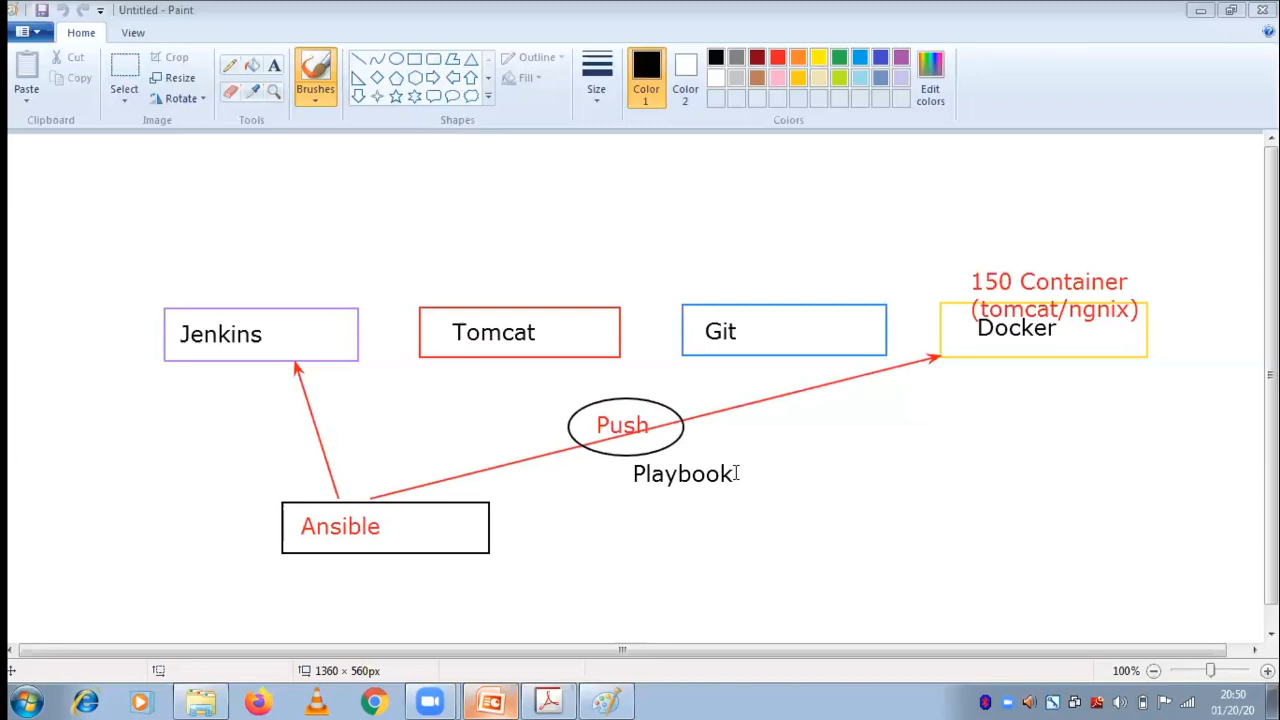 Untitled - Paint
Home
View
Paste
Cut
Copy
Clipboard
Select
Crop
Resize
Rotate
Image
Tools
Brushes
Outline
Fill
Shapes
Size
Color
1
Color
2
Edit
colors
Colors
150 Container
(tomcat/ngnix)
Jenkins
Tomcat
Git
Docker
Push
Playbook
Ansible
1360 × 560px
100%
20:50
01/20/20